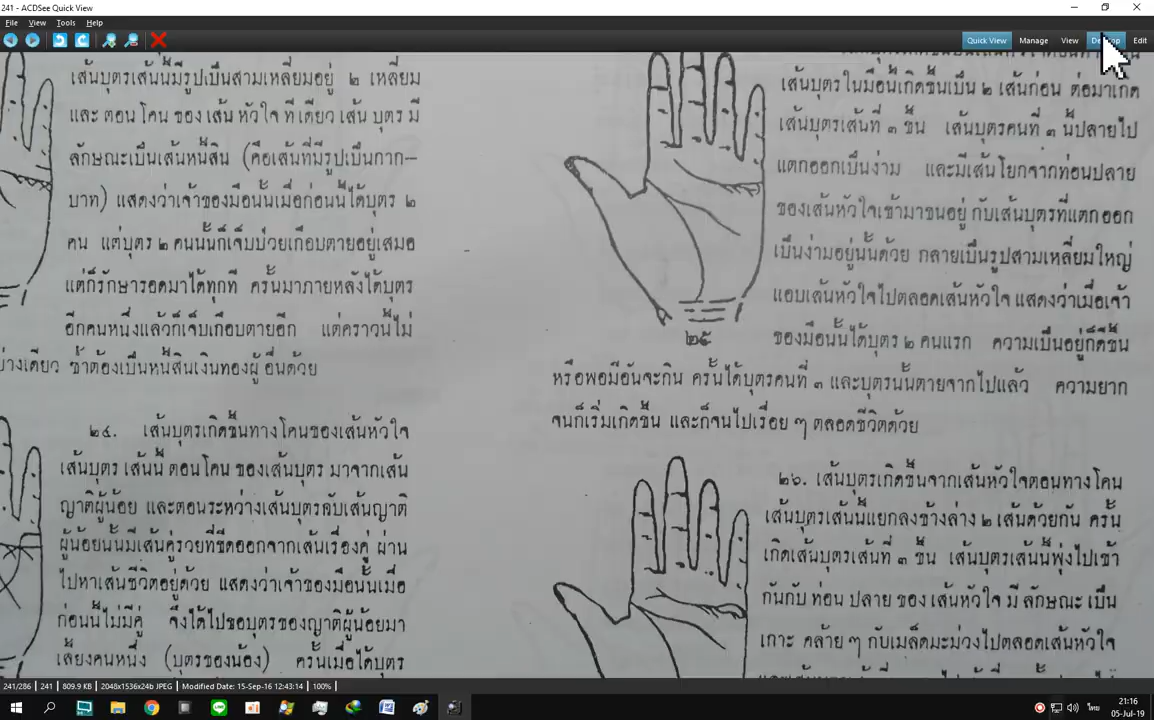 241 - ACDSee Quick View
File View Tools Help
Quick View Manage View Edit
เส้นบุตรเส้นนั้นมีรูปเป็นสามเหลี่ยมอยู่ ๒ เหลี่ยม
และ ตอน โคน ของ เส้น หัวใจ ที่ เดียว เส้น บุตร มี
ลักษณะเป็นเส้นหนี้สิน (คือเส้นที่มีรูปเป็นกาก–
บาท) แสดงว่าเจ้าของมือนั้นเมื่อก่อนนี้ได้บุตร ๒
คน แต่บุตร ๒ คนนั้นก็เจ็บป่วยเกือบตายอยู่เสมอ
แต่ก็รักษารอดมาได้ทุกที ครั้นมาภายหลังได้บุตร
อีกคนหนึ่งแล้วก็เจ็บเกือบตายอีก แต่คราวนี้ไม่
ย่างเดียว ซ้ำต้องเป็นหนี้สินเงินทองผู้อื่นด้วย
๒๔. เส้นบุตรเกิดขึ้นทางโคนของเส้นหัวใจ
เส้นบุตร เส้นนี้ ตอน โคน ของเส้นบุตร มาจากเส้น
ญาติผู้น้อย และตอนระหว่างเส้นบุตรกับเส้นญาติ
ผู้น้อยนั้นมีเส้นคู่รวยที่ขีดออกจากเส้นเรื่องคู่ ผ่าน
ไปหาเส้นชีวิตอยู่ด้วย แสดงว่าเจ้าของมือนั้นเมื่อ
ก่อนนี้ไม่มีคู่ จึงได้ไปขอบุตรของญาติผู้น้อยมา
เลี้ยงคนหนึ่ง (บุตรของน้อง) ครั้นเมื่อได้บุตร
เส้นบุตรในมือนี้เกิดขึ้นเป็น ๒ เส้นก่อน ต่อมาเกิด
เส้นบุตรเส้นที่ ๓ ขึ้น เส้นบุตรคนที่ ๓ นี้ปลายไป
แตกออกเป็นง่าม และมีเส้นโยกจากท่อนปลาย
ของเส้นหัวใจเข้ามาชนอยู่ กับเส้นบุตรที่แตกออก
เป็นง่ามอยู่นั้นด้วย กลายเป็นรูปสามเหลี่ยมใหญ่
แอบเส้นหัวใจไปตลอดเส้นหัวใจ แสดงว่าเมื่อเจ้า
ของมือนั้นได้บุตร ๒ คนแรก ความเป็นอยู่ก็ดีขึ้น
๒๕
หรือพอมีอันจะกิน ครั้นได้บุตรคนที่ ๓ และบุตรนั้นตายจากไปแล้ว ความยาก
จนก็เริ่มเกิดขึ้น และก็จนไปเรื่อย ๆ ตลอดชีวิตด้วย
๒๖. เส้นบุตรเกิดขึ้นจากเส้นหัวใจตอนทางโคน
เส้นบุตรเส้นนี้แยกลงข้างล่าง ๒ เส้นด้วยกัน ครั้น
เกิดเส้นบุตรเส้นที่ ๓ ขึ้น เส้นบุตรเส้นนี้พุ่งไปเข้า
กันกับ ท่อน ปลาย ของ เส้นหัวใจ มี ลักษณะ เป็น
เกาะ คล้าย ๆ กับเมล็ดมะม่วงไปตลอดเส้นหัวใจ
241/286 241 809.9 KB 2048x1536x24b JPEG Modified Date: 15-Sep-16 12:43:14 100%
ไทย
21:16
05-Jul-19